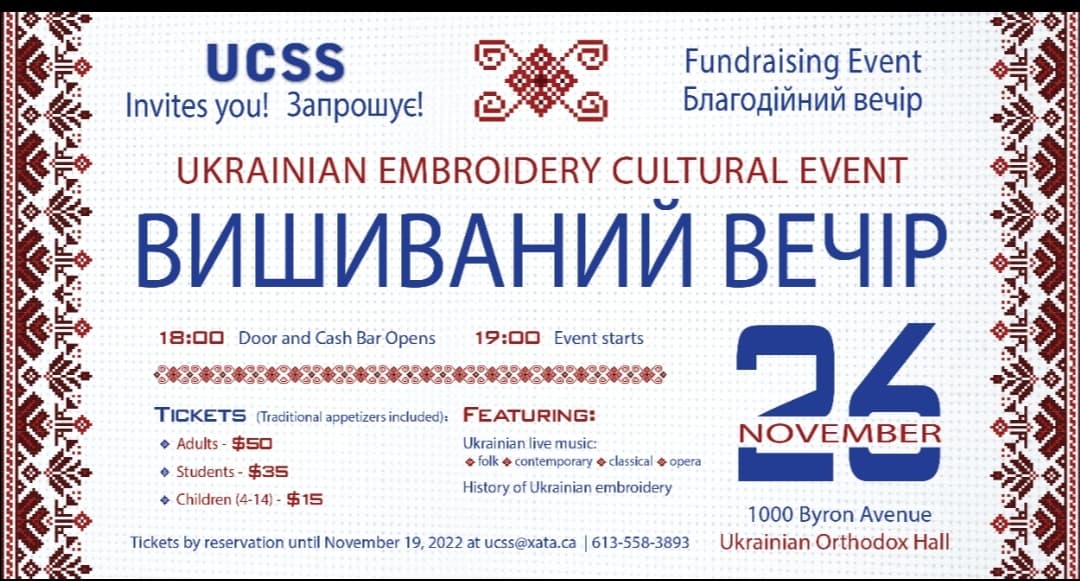 UCSS
Invites you! Запрошує!
Fundraising Event
Благодійний вечір
UKRAINIAN EMBROIDERY CULTURAL EVENT
ВИШИВАНИЙ ВЕЧІР
18:00 Door and Cash Bar Opens 19:00 Event starts
TICKETS (Traditional appetizers included):
Adults - $50
Students - $35
Children (4-14) - $15
FEATURING:
Ukrainian live music:
folk contemporary classical opera
History of Ukrainian embroidery
26
NOVEMBER
1000 Byron Avenue
Ukrainian Orthodox Hall
Tickets by reservation until November 19, 2022 at ucss@xata.ca | 613-558-3893